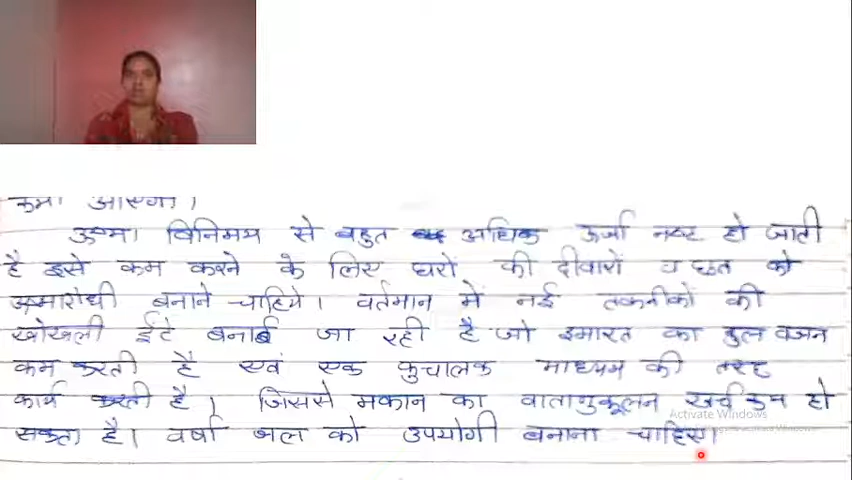 कमी आएगी।
ऊष्मा विनिमय से बहुत अधिक ऊर्जा नष्ट हो जाती
है इसे कम करने के लिए घरो की दीवारों व छत को
ऊष्मारोधी बनाने चाहिये। वर्तमान में नई तकनीकों की
खोखली ईंटे बनाई जा रही है जो इमारत का कुल वजन
कम करती है एवं एक कुचालक माध्यम की तरह
कार्य करती है। जिससे मकान का वातानुकूलन खर्च कम हो
सकता है। वर्षा जल को उपयोगी बनाना चाहिए।
Activate Windows